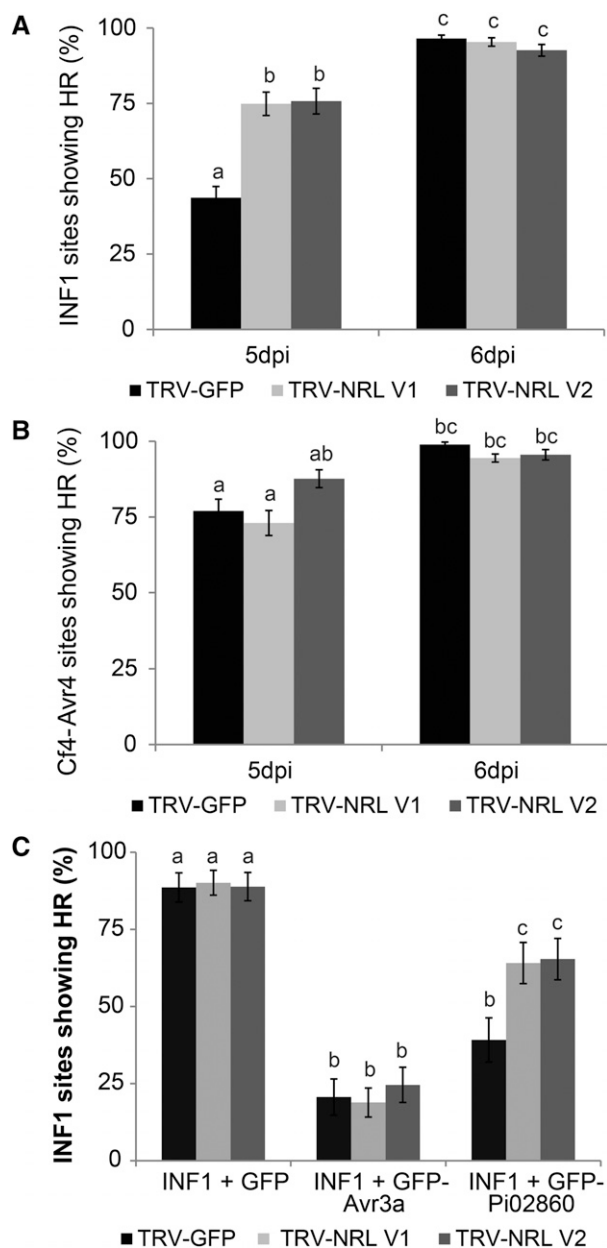 A
INF1 sites showing HR (%)
100
75
50
25
0
a
b
b
c
c
c
5dpi
6dpi
TRV-GFP
TRV-NRL V1
TRV-NRL V2
B
Cf4-Avr4 sites showing HR (%)
100
75
50
25
0
a
a
ab
bc
bc
bc
5dpi
6dpi
TRV-GFP
TRV-NRL V1
TRV-NRL V2
C
INF1 sites showing HR (%)
100
75
50
25
0
a
a
a
b
b
b
b
c
c
INF1 + GFP
INF1 + GFP-
Avr3a
INF1 + GFP-
Pi02860
TRV-GFP
TRV-NRL V1
TRV-NRL V2